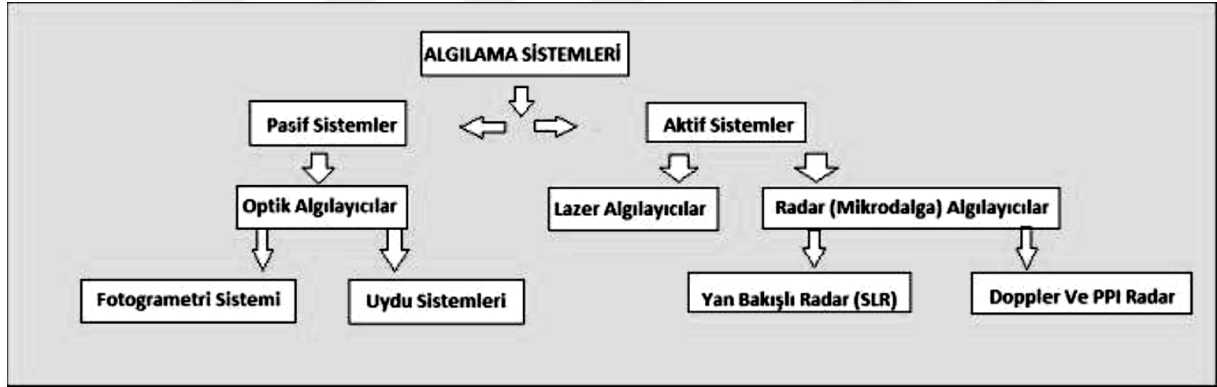 ALGILAMA SİSTEMLERİ
Pasif Sistemler
Aktif Sistemler
Optik Algılayıcılar
Lazer Algılayıcılar
Radar (Mikrodalga) Algılayıcılar
Fotogrametri Sistemi
Uydu Sistemleri
Yan Bakışlı Radar (SLR)
Doppler Ve PPI Radar